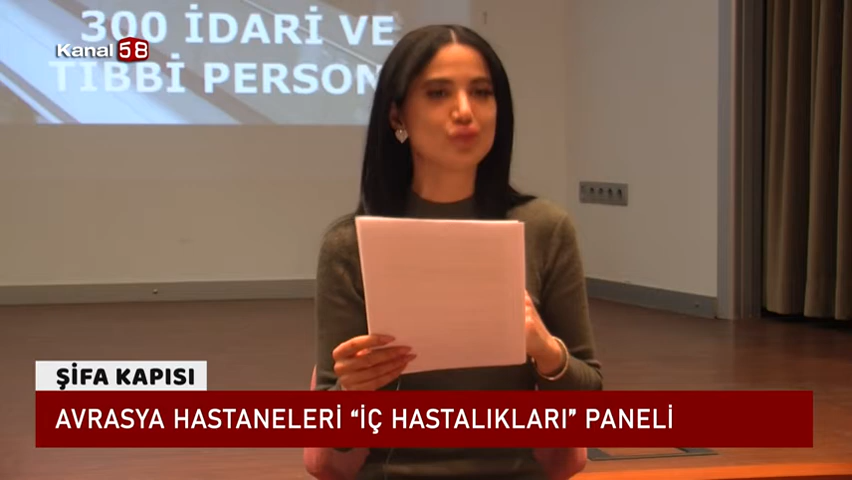 300 İDARİ VE
Kanal 58
TIBBİ PERSON
ŞİFA KAPISI
AVRASYA HASTANELERİ “İÇ HASTALIKLARI” PANELİ